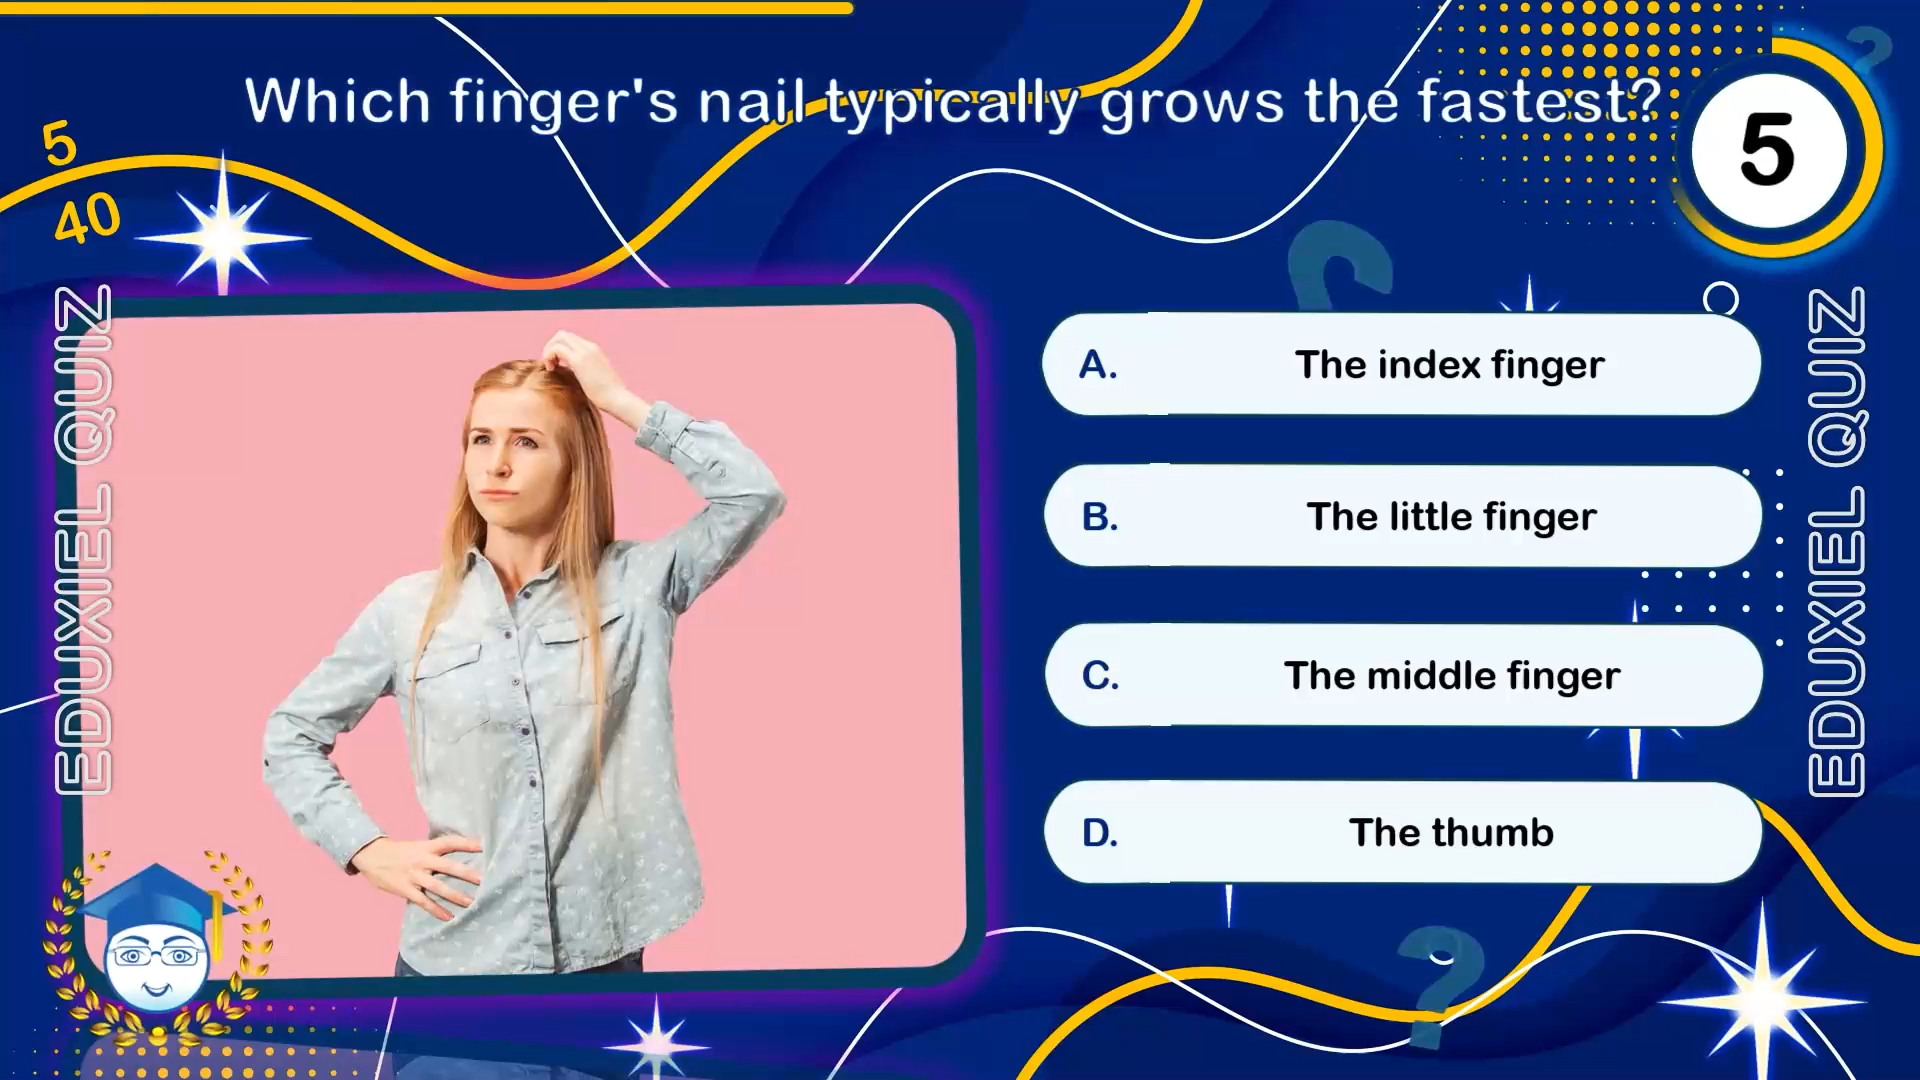 Which finger's nail typically grows the fastest?
5
40
5
EDUXIEL QUIZ
A. The index finger
B. The little finger
C. The middle finger
D. The thumb
EDUXIEL QUIZ